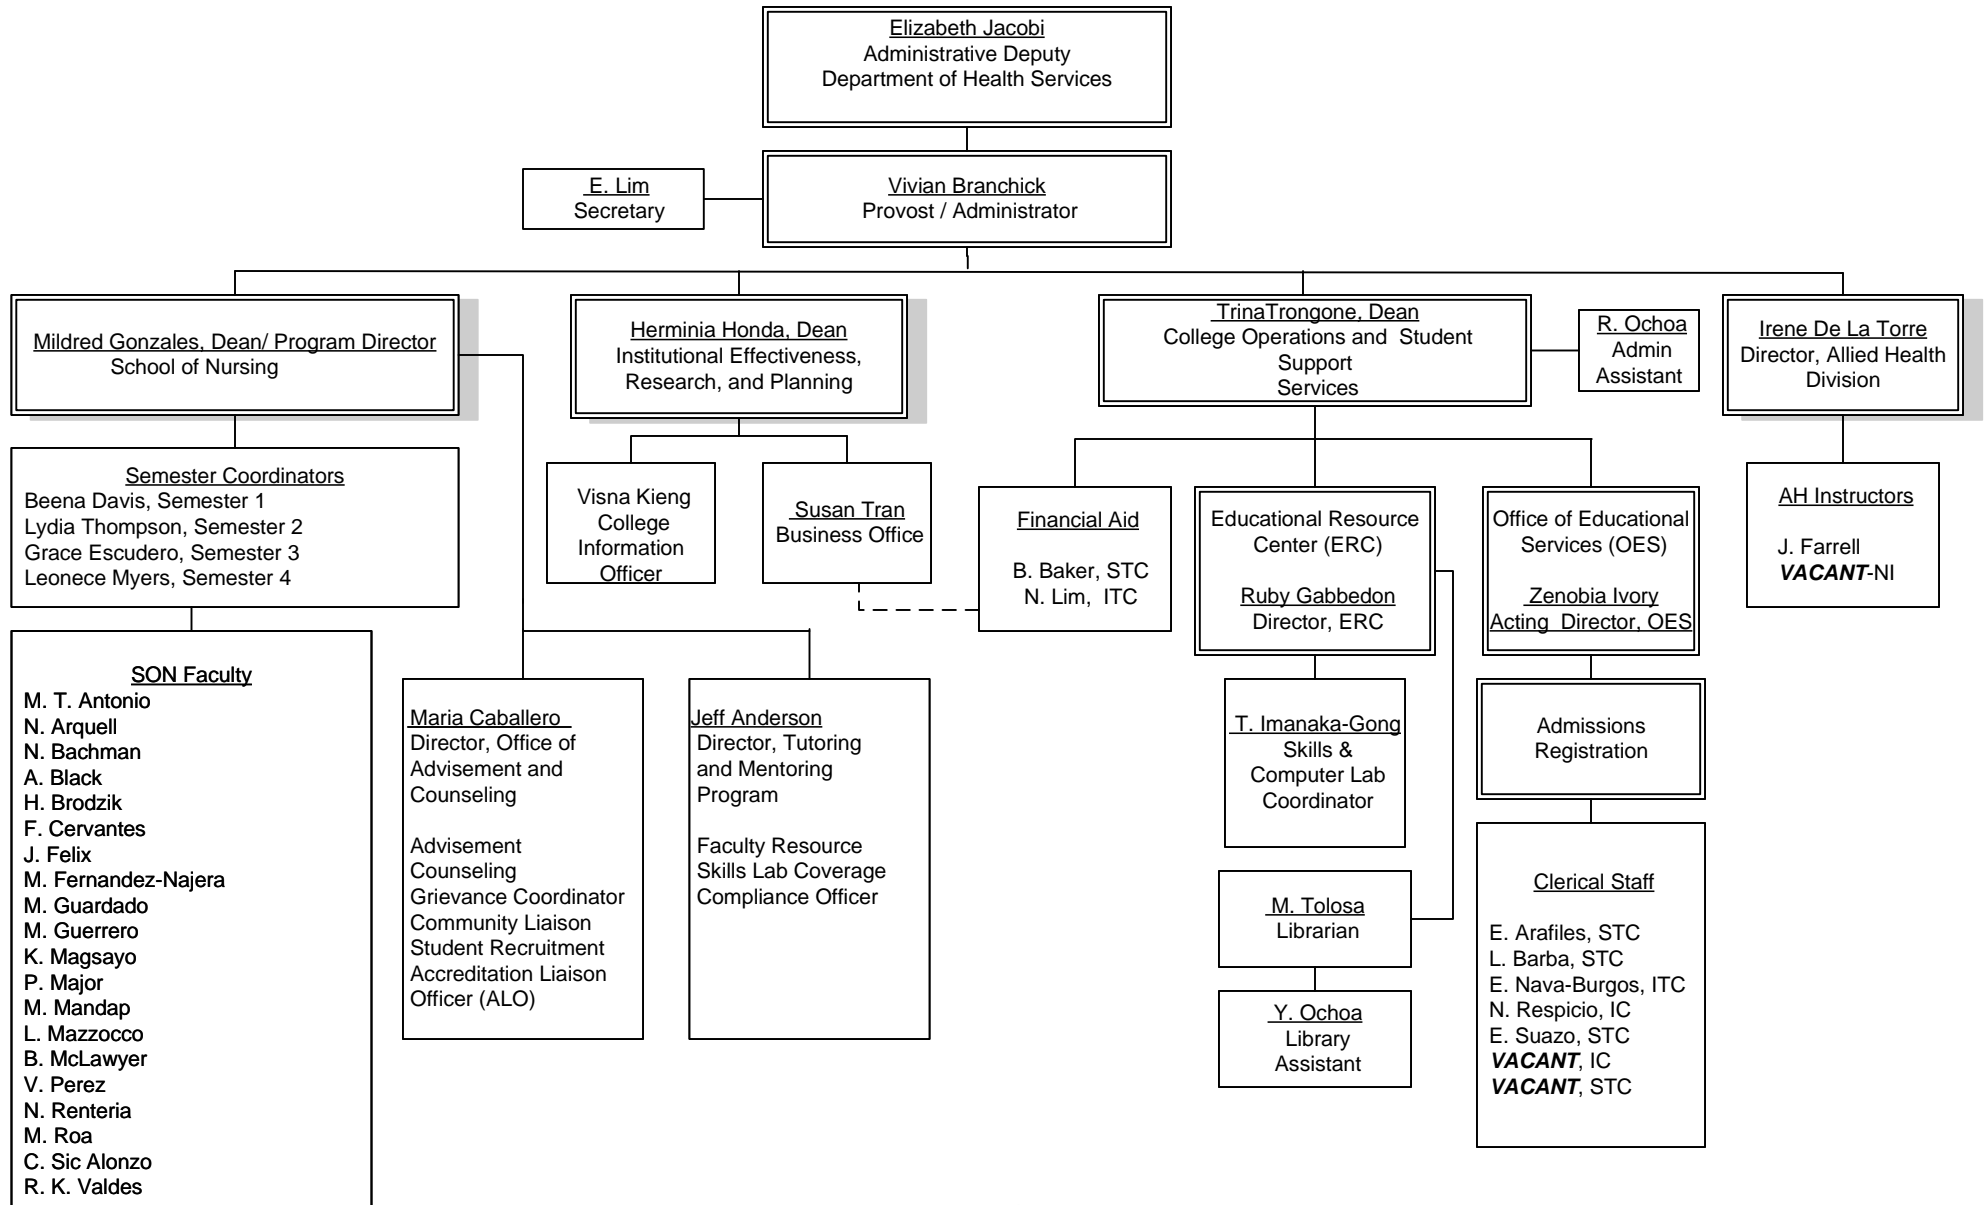 Elizabeth Jacobi
Administrative Deputy
Department of Health Services
E. Lim
Secretary
Vivian Branchick
Provost / Administrator
Mildred Gonzales, Dean/ Program Director
School of Nursing
Herminia Honda, Dean
Institutional Effectiveness,
Research, and Planning
TrinaTrongone, Dean
College Operations and Student
Support
Services
R. Ochoa
Admin
Assistant
Irene De La Torre
Director, Allied Health
Division
Semester Coordinators
Beena Davis, Semester 1
Lydia Thompson, Semester 2
Grace Escudero, Semester 3
Leonece Myers, Semester 4
Visna Kieng
College
Information
Officer
Susan Tran
Business Office
Financial Aid
B. Baker, STC
N. Lim, ITC
Educational Resource
Center (ERC)
Ruby Gabbedon
Director, ERC
Office of Educational
Services (OES)
Zenobia Ivory
Acting Director, OES
AH Instructors
J. Farrell
VACANT-NI
SON Faculty
M. T. Antonio
N. Arquell
N. Bachman
A. Black
H. Brodzik
F. Cervantes
J. Felix
M. Fernandez-Najera
M. Guardado
M. Guerrero
K. Magsayo
P. Major
M. Mandap
L. Mazzocco
B. McLawyer
V. Perez
N. Renteria
M. Roa
C. Sic Alonzo
R. K. Valdes
Maria Caballero
Director, Office of
Advisement and
Counseling
Advisement
Counseling
Grievance Coordinator
Community Liaison
Student Recruitment
Accreditation Liaison
Officer (ALO)
Jeff Anderson
Director, Tutoring
and Mentoring
Program
Faculty Resource
Skills Lab Coverage
Compliance Officer
T. Imanaka-Gong
Skills &
Computer Lab
Coordinator
M. Tolosa
Librarian
Y. Ochoa
Library
Assistant
Admissions
Registration
Clerical Staff
E. Arafiles, STC
L. Barba, STC
E. Nava-Burgos, ITC
N. Respicio, IC
E. Suazo, STC
VACANT, IC
VACANT, STC